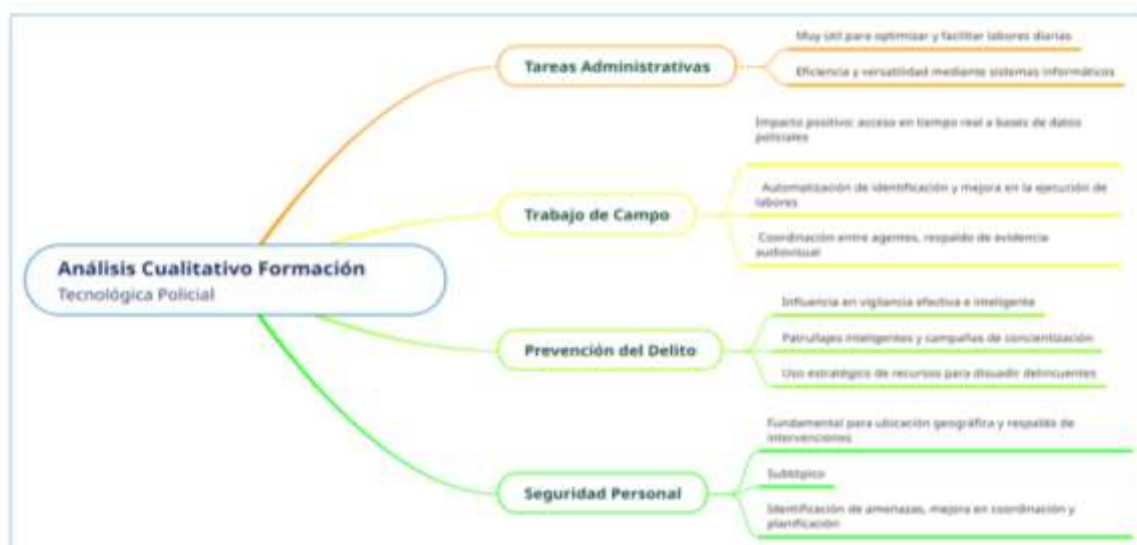 Análisis Cualitativo Formación
Tecnológica Policial
Tareas Administrativas
Muy útil para optimizar y facilitar labores diarias
Eficiencia y versatilidad mediante sistemas informáticos
Trabajo de Campo
Impacto positivo: acceso en tiempo real a bases de datos
policiales
Automatización de identificación y mejora en la ejecución de
labores
Coordinación entre agentes, respaldo de evidencia
audiovisual
Prevención del Delito
Influencia en vigilancia efectiva e inteligente
Patrullajes inteligentes y campañas de concientización
Uso estratégico de recursos para disuadir delincuentes
Seguridad Personal
Fundamental para ubicación geográfica y respaldo de
intervenciones
Subtópico
Identificación de amenazas, mejora en coordinación y
planificación